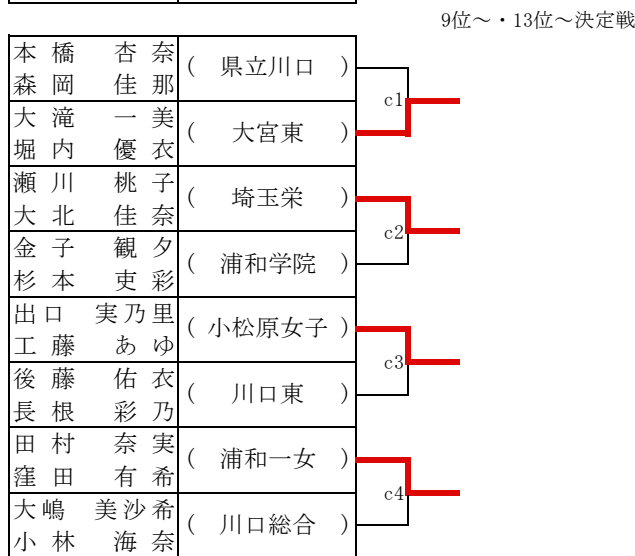 9位～・13位～決定戦
本橋 杏奈
森岡 佳那
( 県立川口 )
c1
大滝 一美
堀内 優衣
( 大宮東 )
瀬川 桃子
大北 佳奈
( 埼玉栄 )
c2
金子 観夕
杉本 吏彩
( 浦和学院 )
出口 実乃里
工藤 あゆ
( 小松原女子 )
c3
後藤 佑衣
長根 彩乃
( 川口東 )
田村 奈実
窪田 有希
( 浦和一女 )
c4
大嶋 美沙希
小林 海奈
( 川口総合 )